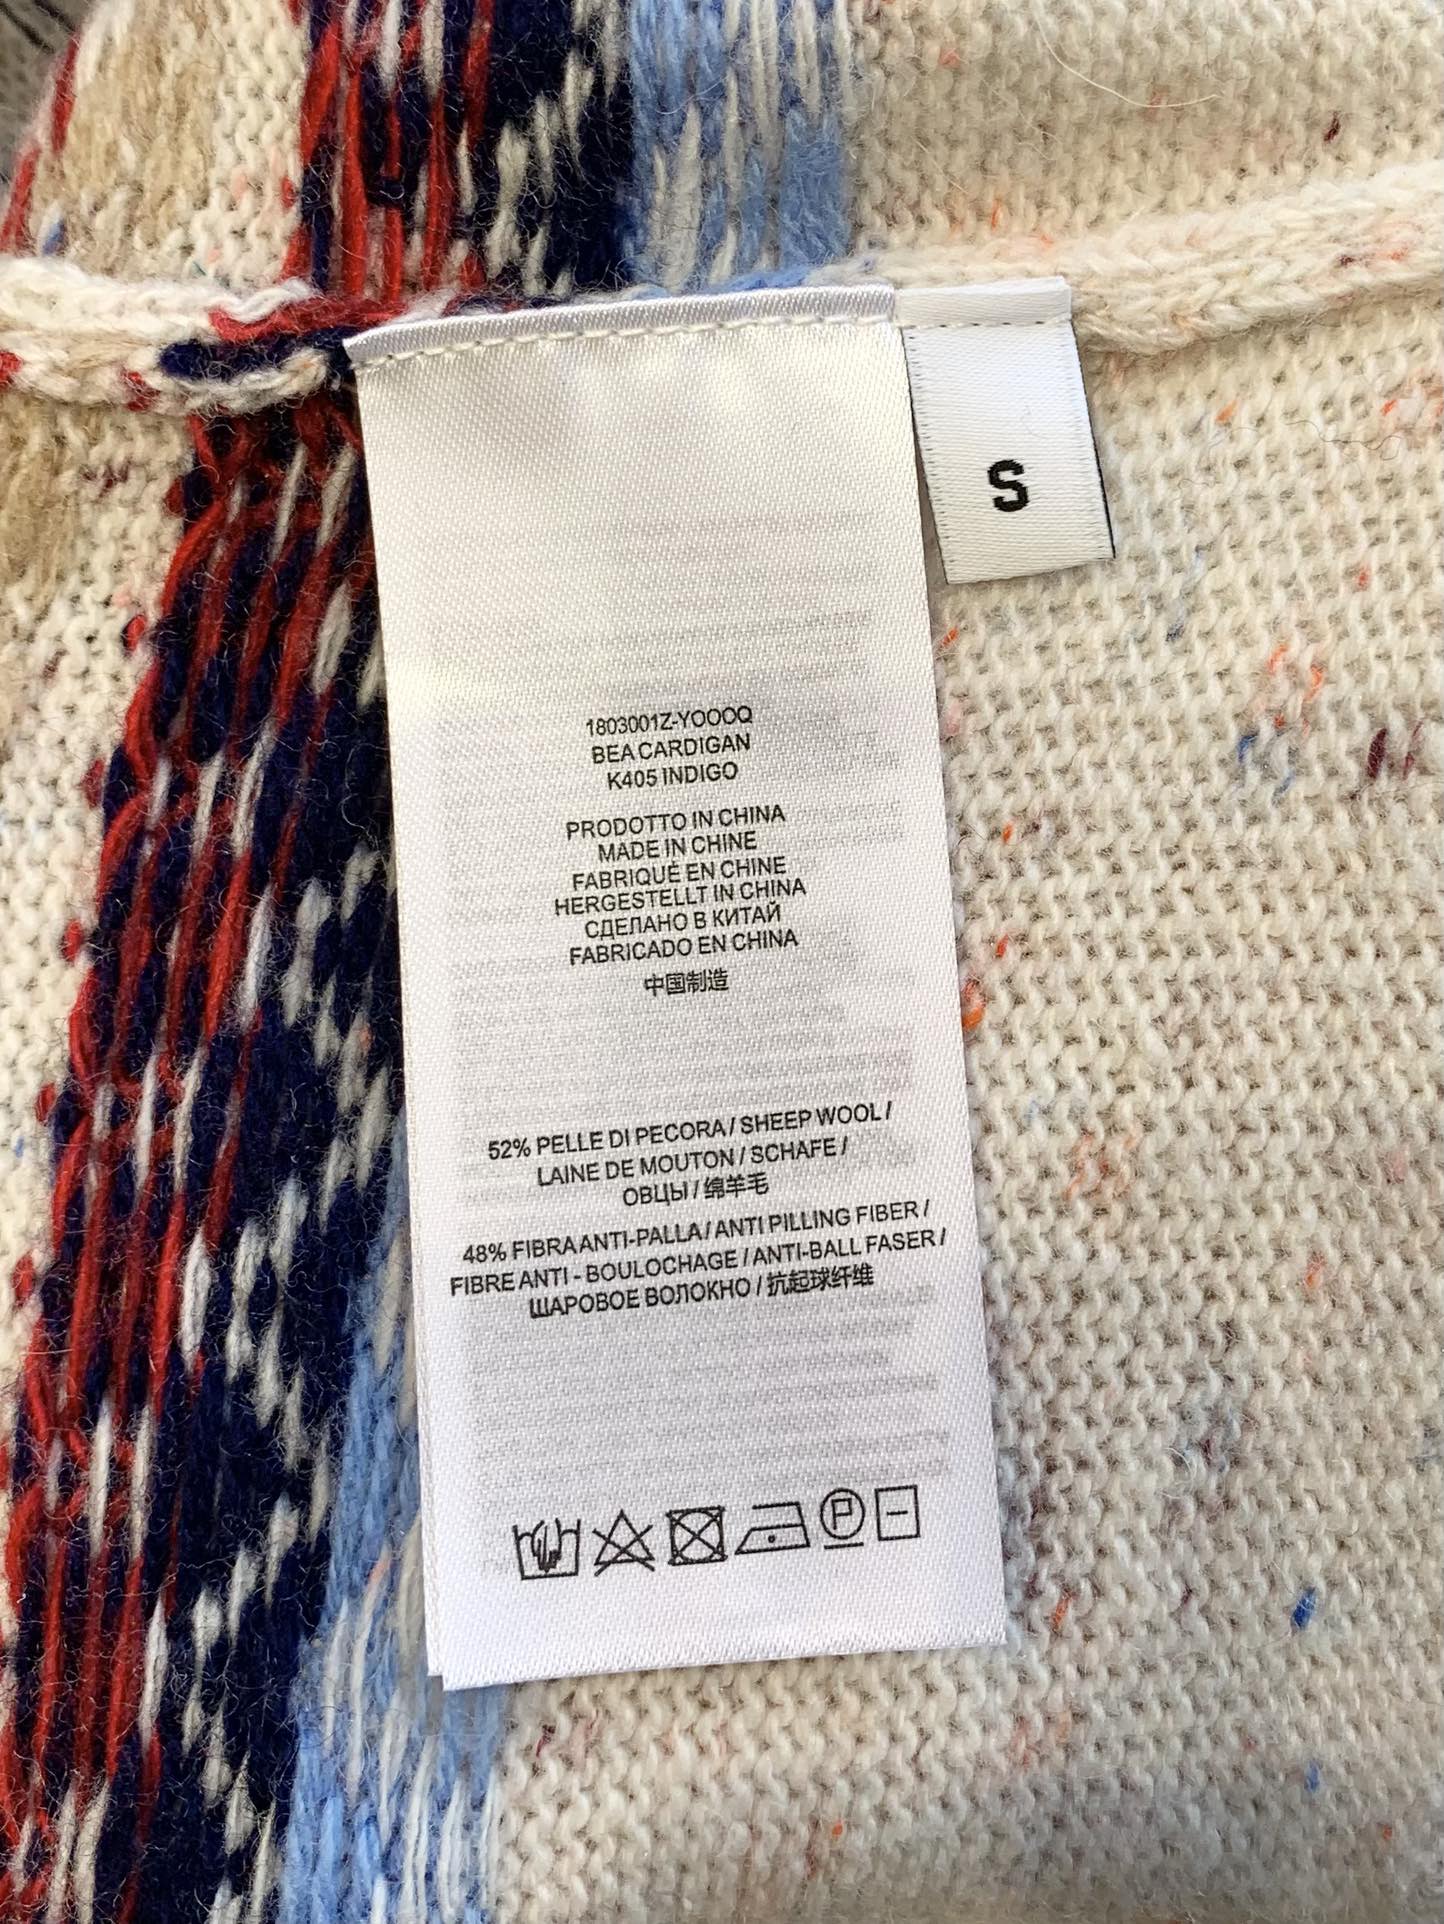 S
1803001Z-YOOOQ
BEA CARDIGAN
K405 INDIGO
PRODOTTO IN CHINA
MADE IN CHINE
FABRIQUÉ EN CHINE
HERGESTELLT IN CHINA
СДЕЛАНО В КИТАЙ
FABRICADO EN CHINA
中国制造
52% PELLE DI PECORA / SHEEP WOOL /
LAINE DE MOUTON / SCHAFE /
ОВЦЫ / 绵羊毛
48% FIBRA ANTI-PALLA / ANTI PILLING FIBER /
FIBRE ANTI - BOULOCHAGE / ANTI-BALL FASER /
ШАРОВОЕ ВОЛОКНО / 抗起球纤维
P